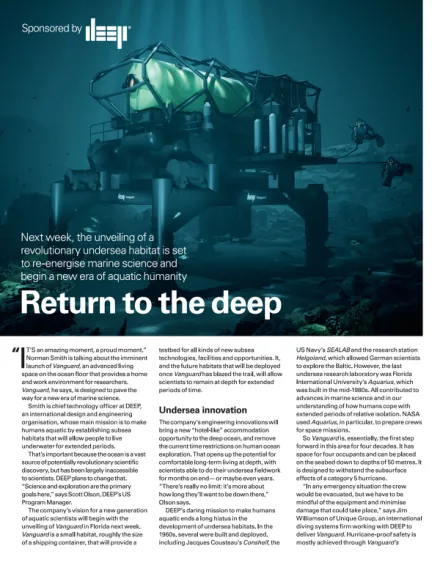 Sponsored by DEEP
Next week, the unveiling of a
revolutionary undersea habitat is set
to re-energise marine science and
begin a new era of aquatic humanity
Return to the deep
“IT’S an amazing moment, a proud moment,”
Norman Smith is talking about the imminent
launch of Vanguard, an advanced living
space on the ocean floor that provides a home
and work environment for researchers.
Vanguard, he says, is designed to pave the
way for a new era of marine science.
Smith is chief technology officer at DEEP,
an international design and engineering
organisation, whose main mission is to make
humans aquatic by establishing subsea
habitats that will allow people to live
underwater for extended periods.
That’s important because the ocean is a vast
source of potentially revolutionary scientific
discovery, but has been largely inaccessible
to scientists. DEEP plans to change that.
“Science and exploration are the primary
goals here,” says Scott Olson, DEEP’s US
Program Manager.
The company’s vision for a new generation
of aquatic scientists will begin with the
unveiling of Vanguard in Florida next week.
Vanguard is a small habitat, roughly the size
of a shipping container, that will provide a
testbed for all kinds of new subsea
technologies, facilities and opportunities. It,
and the future habitats that will be deployed
once Vanguard has blazed the trail, will allow
scientists to remain at depth for extended
periods of time.
Undersea innovation
The company’s engineering innovations will
bring a new “hotel-like” accommodation
opportunity to the deep ocean, and remove
the current time restrictions on human ocean
exploration. That opens up the potential for
comfortable long-term living at depth, with
scientists able to do their undersea fieldwork
for months on end— or maybe even years.
“There’s really no limit: it’s more about
how long they’ll want to be down there,”
Olson says.
DEEP’s daring mission to make humans
aquatic ends a long hiatus in the
development of undersea habitats. In the
1960s, several were built and deployed,
including Jacques Cousteau’s Conshelf, the
US Navy’s SEALAB and the research station
Helgoland, which allowed German scientists
to explore the Baltic. However, the last
undersea research laboratory was Florida
International University’s Aquarius, which
was built in the mid-1980s. All contributed to
advances in marine science and in our
understanding of how humans cope with
extended periods of relative isolation. NASA
used Aquarius, in particular, to prepare crews
for space missions.
So Vanguard is, essentially, the first step
forward in this area for four decades. It has
space for four occupants and can be placed
on the seabed down to depths of 50 metres. It
is designed to withstand the subsurface
effects of a category 5 hurricane.
“In any emergency situation the crew
would be evacuated, but we have to be
mindful of the equipment and minimise
damage that could take place,” says Jim
Williamson of Unique Group, an international
diving systems firm working with DEEP to
deliver Vanguard. Hurricane-proof safety is
mostly achieved through Vanguard’s